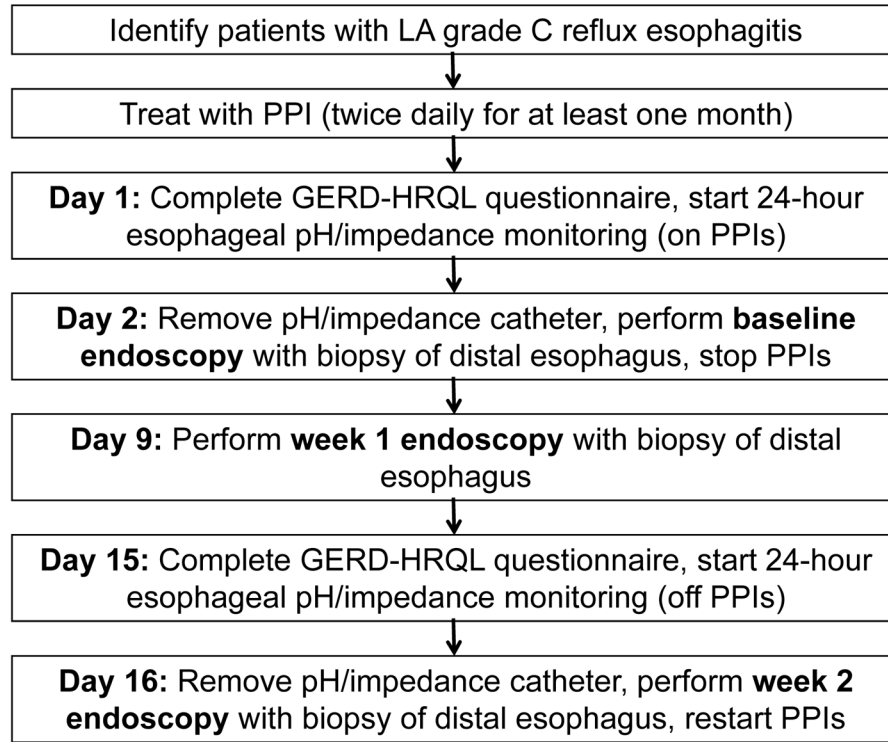 Identify patients with LA grade C reflux esophagitis
Treat with PPI (twice daily for at least one month)
Day 1: Complete GERD-HRQL questionnaire, start 24-hour
esophageal pH/impedance monitoring (on PPIs)
Day 2: Remove pH/impedance catheter, perform baseline
endoscopy with biopsy of distal esophagus, stop PPIs
Day 9: Perform week 1 endoscopy with biopsy of distal
esophagus
Day 15: Complete GERD-HRQL questionnaire, start 24-hour
esophageal pH/impedance monitoring (off PPIs)
Day 16: Remove pH/impedance catheter, perform week 2
endoscopy with biopsy of distal esophagus, restart PPIs